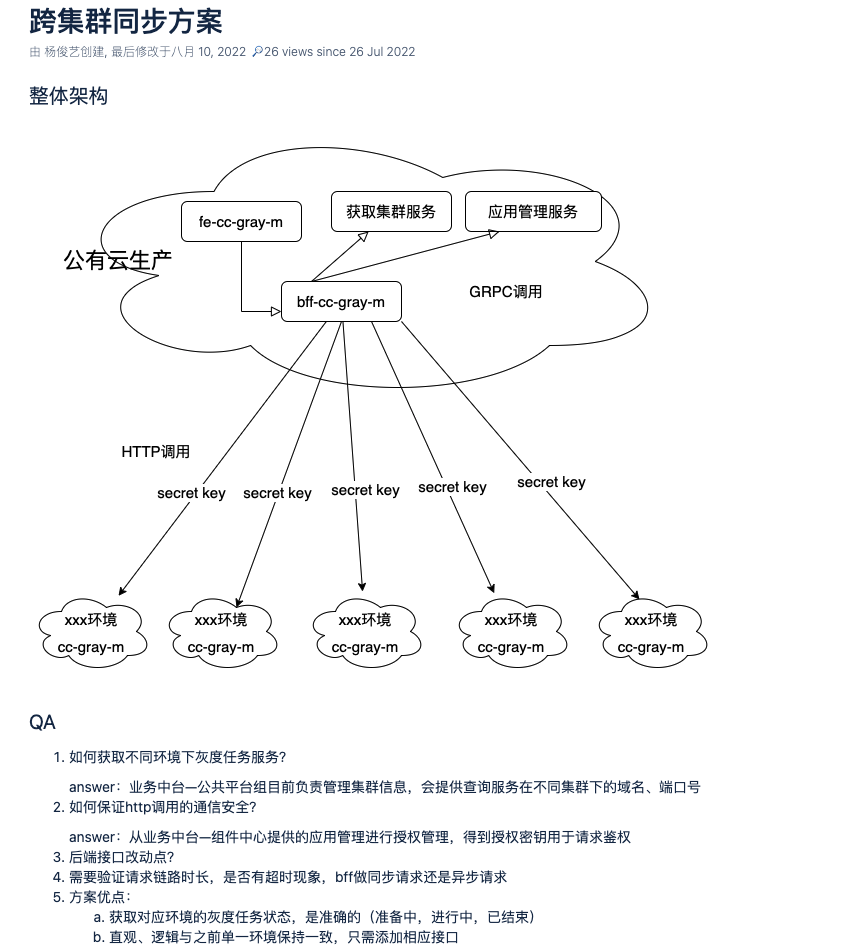 跨集群同步方案
由 杨俊艺创建, 最后修改于八月 10, 2022 26 views since 26 Jul 2022
整体架构
fe-cc-gray-m
获取集群服务
应用管理服务
公有云生产
bff-cc-gray-m
GRPC调用
HTTP调用
secret key
secret key
secret key
secret key
secret key
xxx环境
cc-gray-m
xxx环境
cc-gray-m
xxx环境
cc-gray-m
xxx环境
cc-gray-m
xxx环境
cc-gray-m
QA
1. 如何获取不同环境下灰度任务服务?
answer：业务中台—公共平台组目前负责管理集群信息，会提供查询服务在不同集群下的域名、端口号
2. 如何保证http调用的通信安全?
answer：从业务中台—组件中心提供的应用管理进行授权管理，得到授权密钥用于请求鉴权
3. 后端接口改动点?
4. 需要验证请求链路时长，是否有超时现象，bff做同步请求还是异步请求
5. 方案优点：
a. 获取对应环境的灰度任务状态，是准确的（准备中，进行中，已结束）
b. 直观、逻辑与之前单一环境保持一致，只需添加相应接口